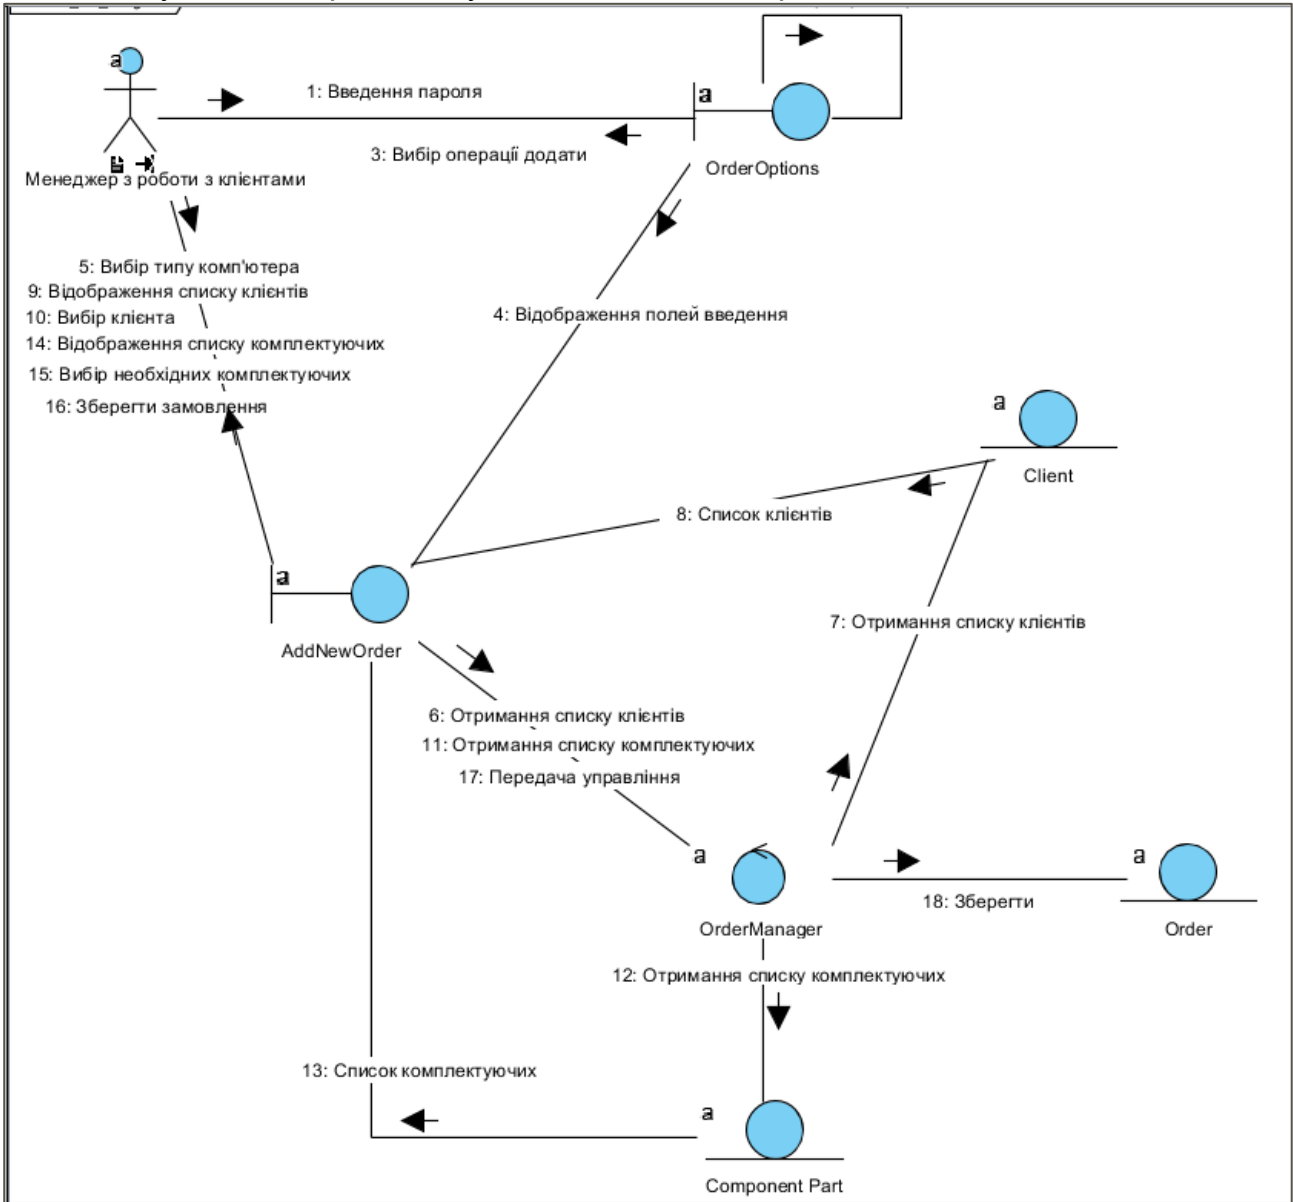 a
1: Введення пароля
a
3: Вибір операції додати
OrderOptions
Менеджер з роботи з клієнтами
5: Вибір типу комп'ютера
9: Відображення списку клієнтів
10: Вибір клієнта
14: Відображення списку комплектуючих
15: Вибір необхідних комплектуючих
16: Зберегти замовлення
4: Відображення полей введення
a
Client
8: Список клієнтів
a
AddNewOrder
7: Отримання списку клієнтів
6: Отримання списку клієнтів
11: Отримання списку комплектуючих
17: Передача управління
a
OrderManager
a
18: Зберегти
Order
12: Отримання списку комплектуючих
13: Список комплектуючих
a
Component Part